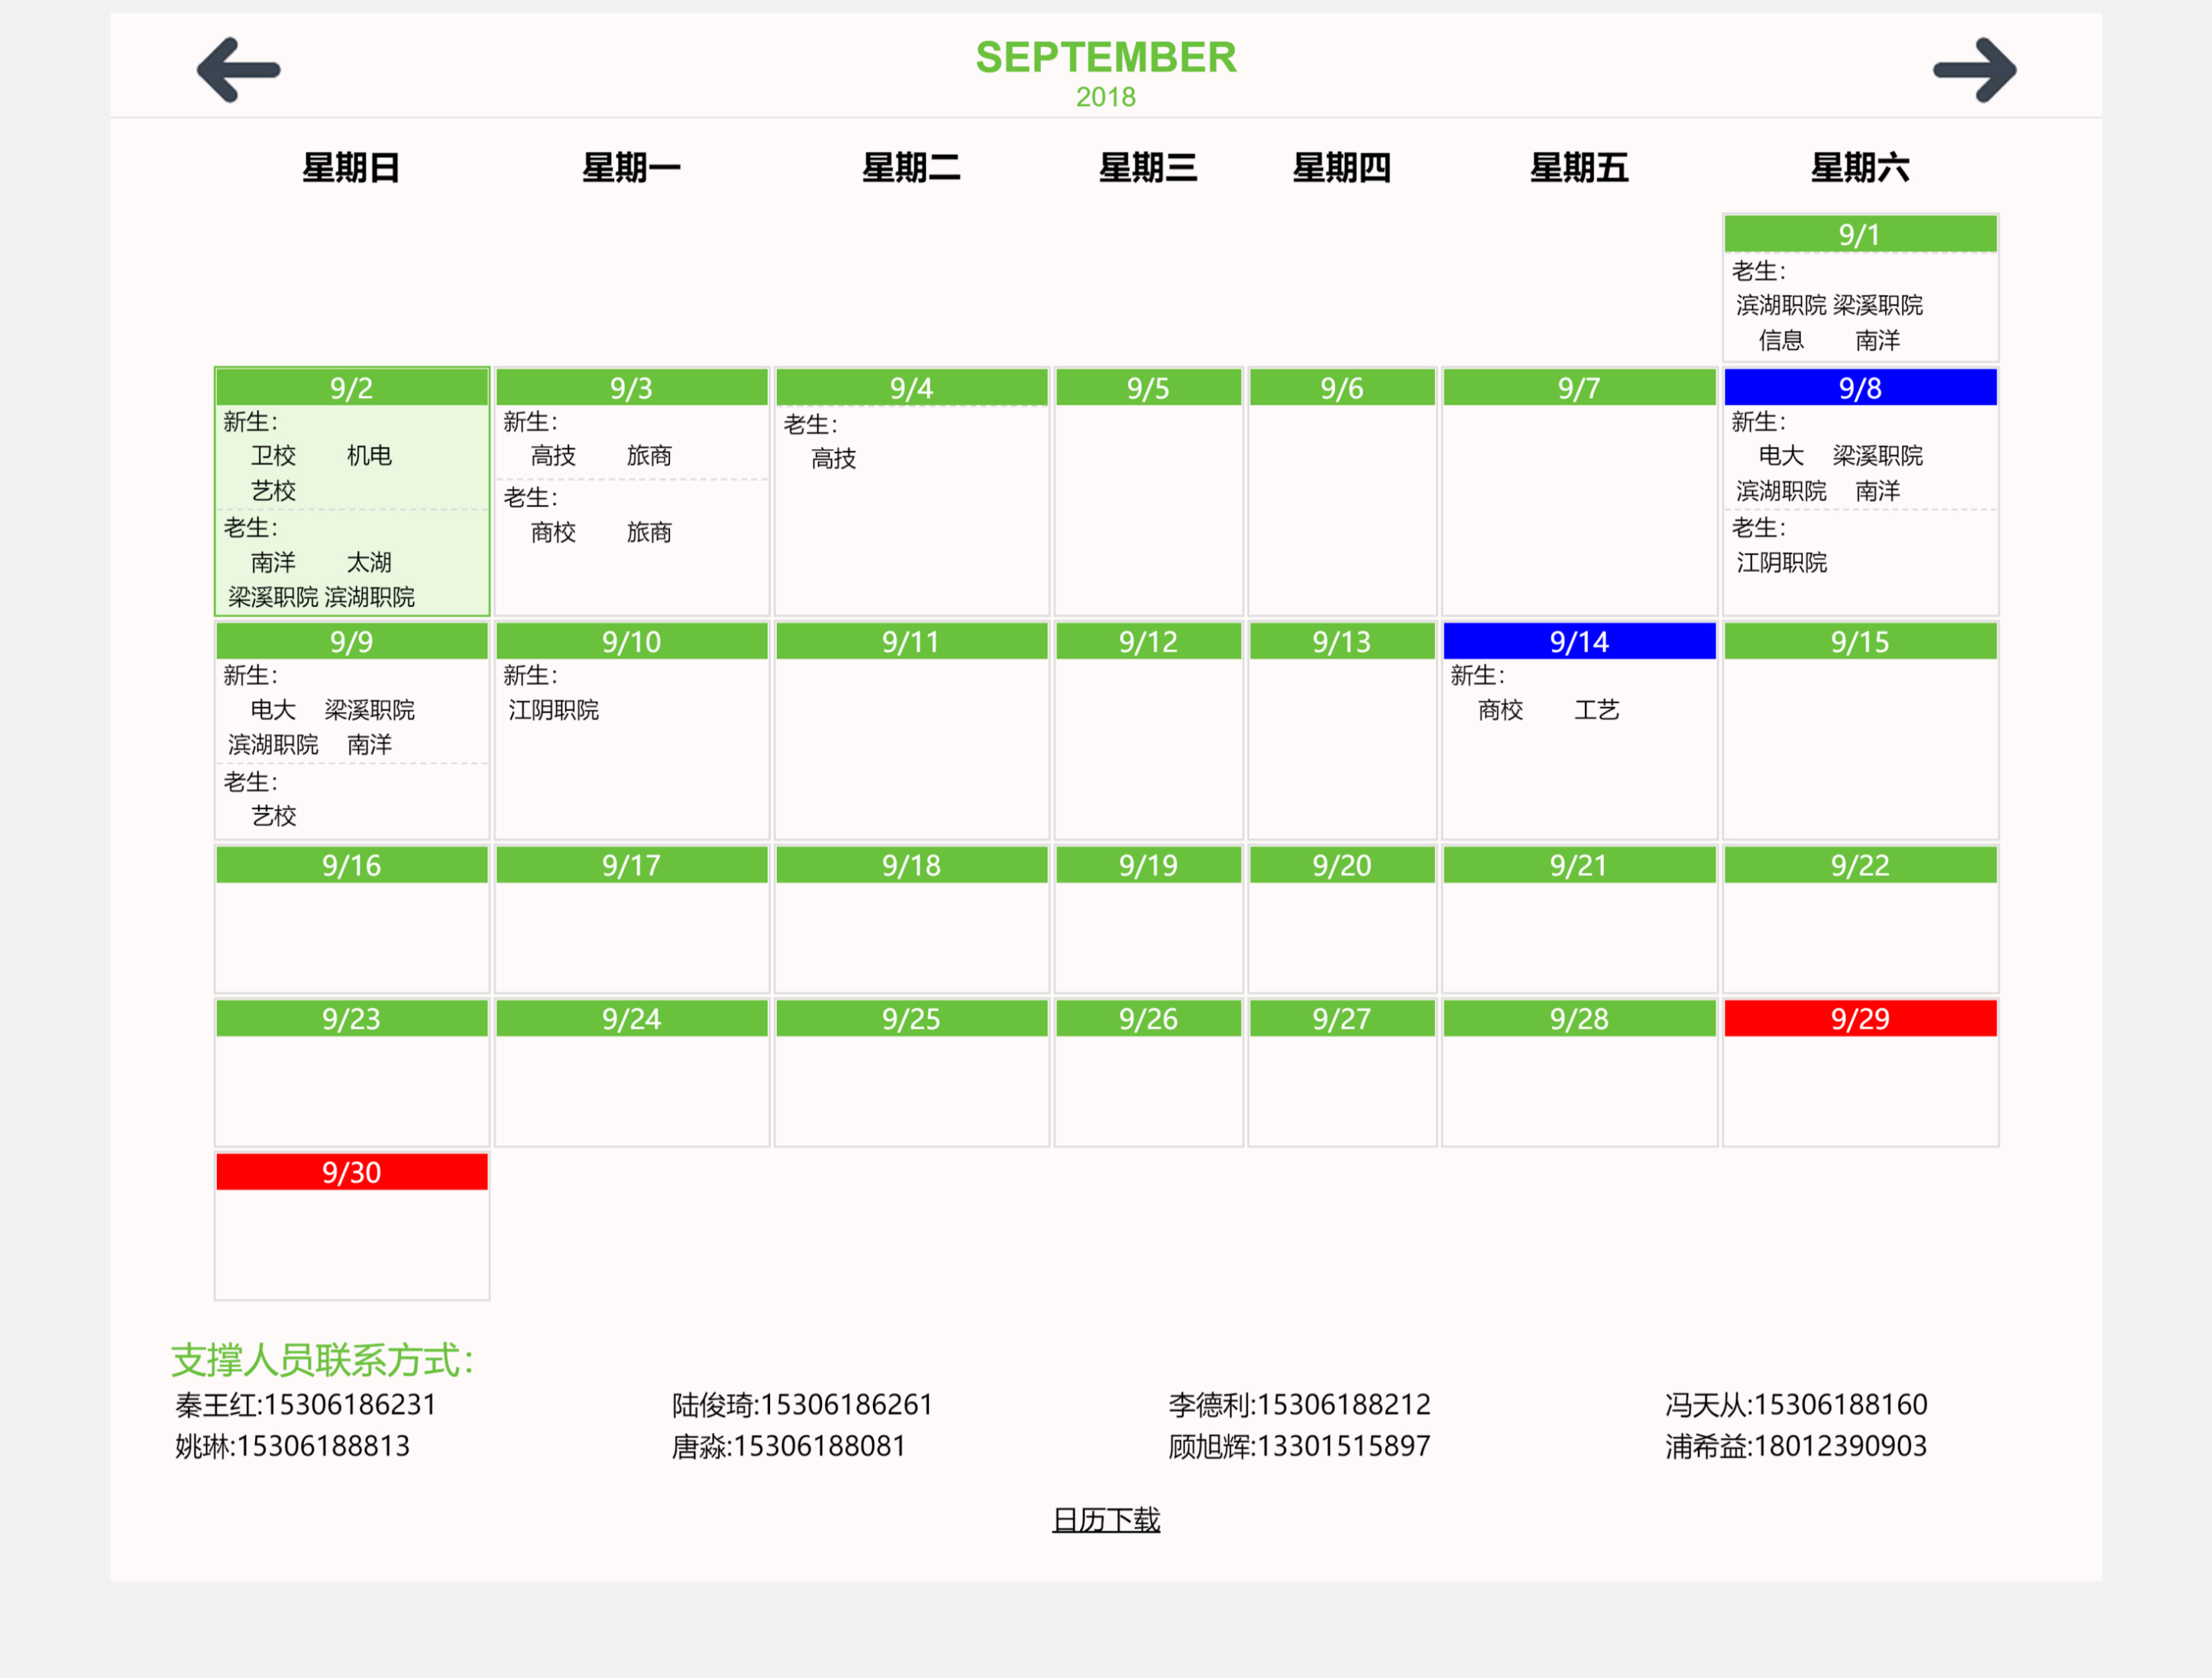 SEPTEMBER
2018
星期日 星期一 星期二 星期三 星期四 星期五 星期六
9/1
老生：
滨湖职院 梁溪职院
信息 南洋
9/2
新生：
卫校 机电
艺校
老生：
南洋 太湖
梁溪职院 滨湖职院
9/3
新生：
高技 旅商
老生：
商校 旅商
9/4
老生：
高技
9/5
9/6
9/7
9/8
新生：
电大 梁溪职院
滨湖职院 南洋
老生：
江阴职院
9/9
新生：
电大 梁溪职院
滨湖职院 南洋
老生：
艺校
9/10
新生：
江阴职院
9/11
9/12
9/13
9/14
新生：
商校 工艺
9/15
9/16
9/17
9/18
9/19
9/20
9/21
9/22
9/23
9/24
9/25
9/26
9/27
9/28
9/29
9/30
支撑人员联系方式：
秦王红:15306186231 陆俊琦:15306186261 李德利:15306188212 冯天从:15306188160
姚琳:15306188813 唐淼:15306188081 顾旭辉:13301515897 浦希益:18012390903
日历下载